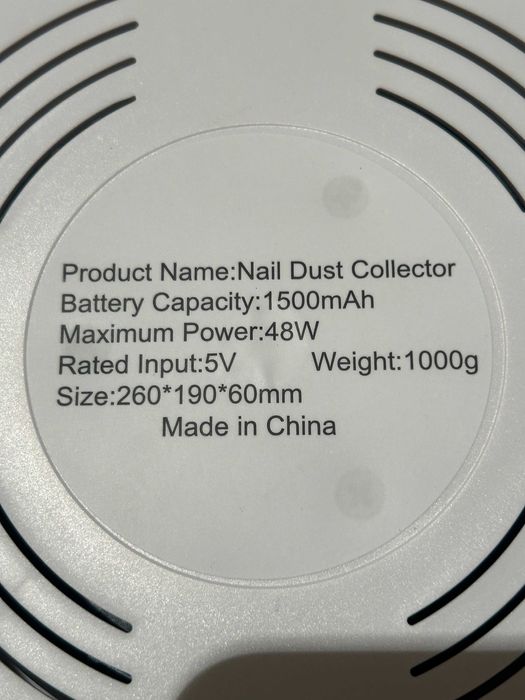 Product Name:Nail Dust Collector
Battery Capacity:1500mAh
Maximum Power:48W
Rated Input:5V Weight:1000g
Size:260*190*60mm
Made in China